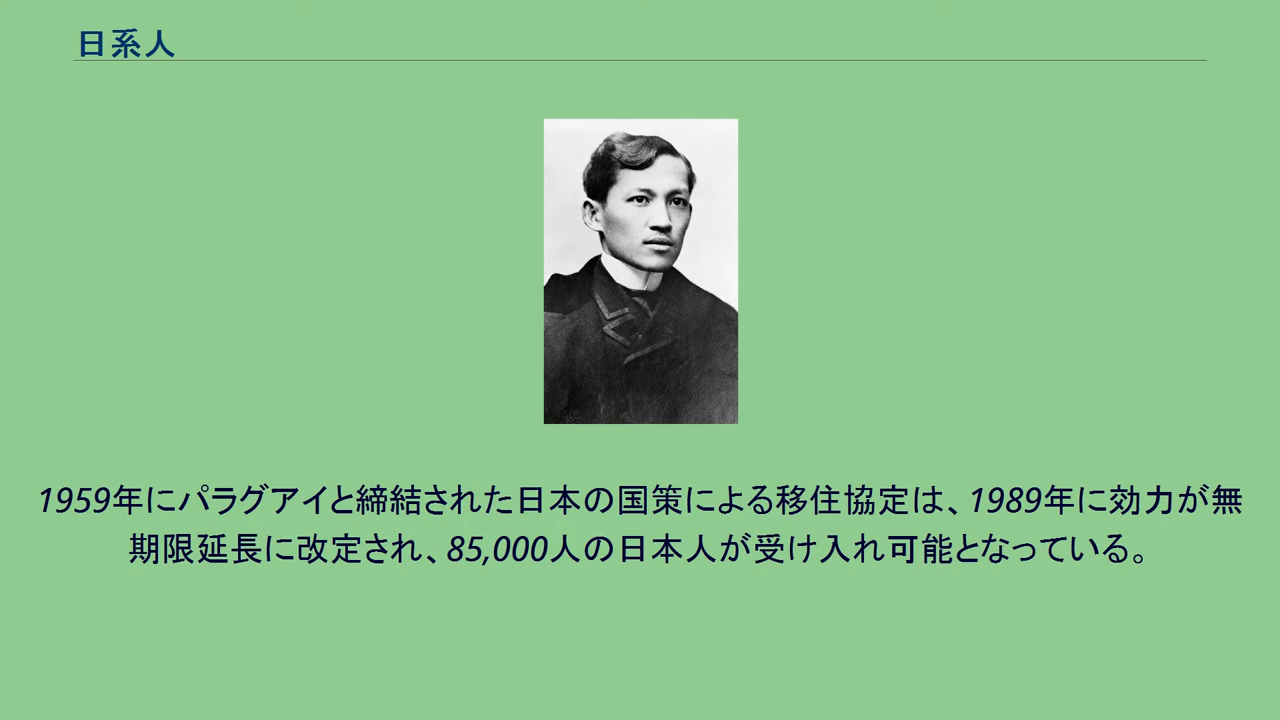 日系人
1959年にパラグアイと締結された日本の国策による移住協定は、1989年に効力が無
期限延長に改定され、85,000人の日本人が受け入れ可能となっている。